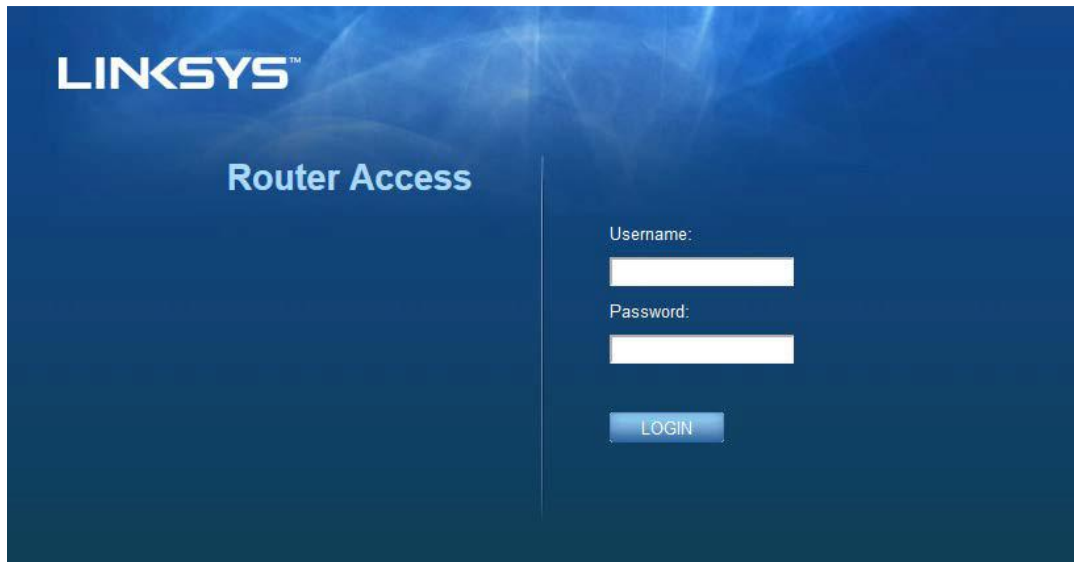 LINKSYS™
Router Access
Username:
Password:
LOGIN